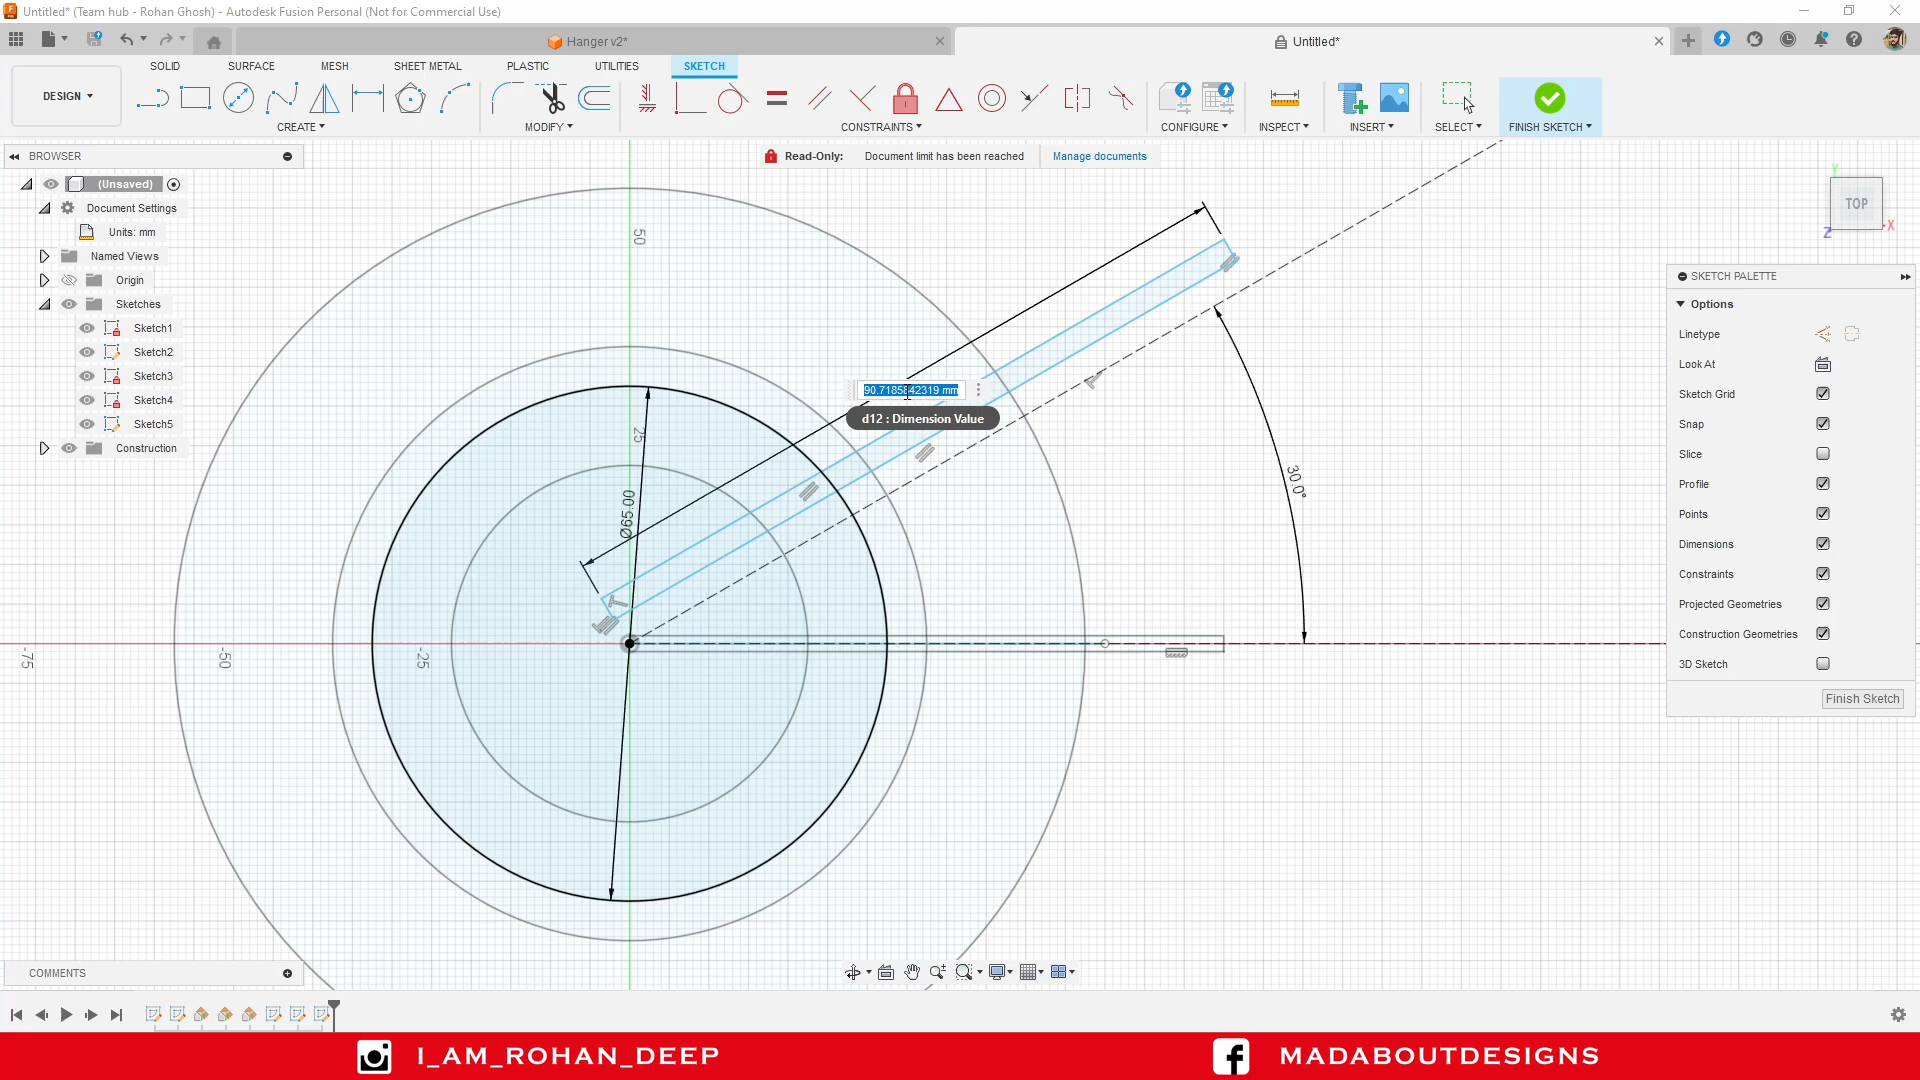 Untitled* (Team hub - Rohan Ghosh) - Autodesk Fusion Personal (Not for Commercial Use)
Hanger v2*
Untitled*
SOLID SURFACE MESH SHEET METAL PLASTIC UTILITIES SKETCH
DESIGN
CREATE MODIFY CONSTRAINTS CONFIGURE INSPECT INSERT SELECT FINISH SKETCH
BROWSER
Read-Only: Document limit has been reached Manage documents
(Unsaved)
Document Settings
Units: mm
Named Views
Origin
Sketches
Sketch1
Sketch2
Sketch3
Sketch4
Sketch5
Construction
Y
TOP
X
Z
50
25
-25
-50
-75
Ø65.00
30.0°
90.7185842319 mm
d12 : Dimension Value
SKETCH PALETTE
Options
Linetype
Look At
Sketch Grid
Snap
Slice
Profile
Points
Dimensions
Constraints
Projected Geometries
Construction Geometries
3D Sketch
Finish Sketch
COMMENTS
I_AM_ROHAN_DEEP
MADABOUTDESIGNS